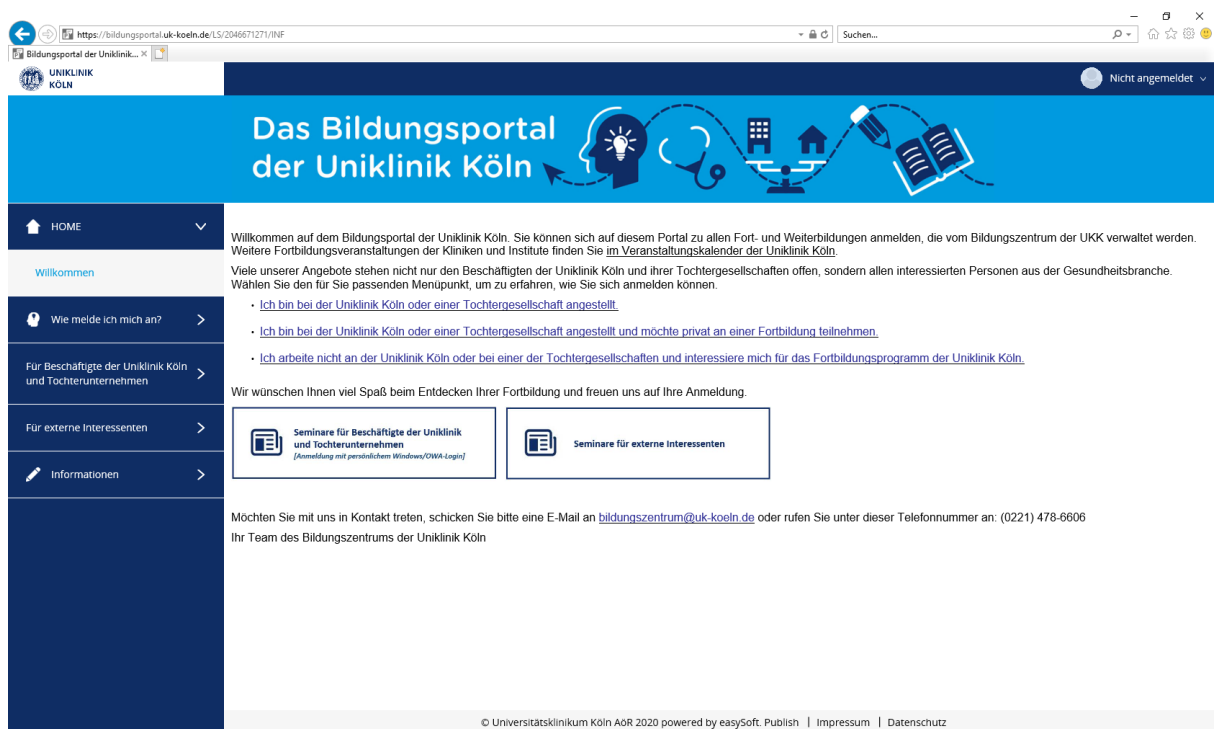 https://bildungsportal.uk-koeln.de/LS/2046671271/INF
Suchen...
Bildungsportal der Uniklinik...
UNIKLINIK
KÖLN
Nicht angemeldet
Das Bildungsportal
der Uniklinik Köln
HOME
Willkommen
Wie melde ich mich an?
Für Beschäftigte der Uniklinik Köln
und Tochterunternehmen
Für externe Interessenten
Informationen
Willkommen auf dem Bildungsportal der Uniklinik Köln. Sie können sich auf diesem Portal zu allen Fort- und Weiterbildungen anmelden, die vom Bildungszentrum der UKK verwaltet werden.
Weitere Fortbildungsveranstaltungen der Kliniken und Institute finden Sie im Veranstaltungskalender der Uniklinik Köln.
Viele unserer Angebote stehen nicht nur den Beschäftigten der Uniklinik Köln und ihrer Tochtergesellschaften offen, sondern allen interessierten Personen aus der Gesundheitsbranche.
Wählen Sie den für Sie passenden Menüpunkt, um zu erfahren, wie Sie sich anmelden können.
• Ich bin bei der Uniklinik Köln oder einer Tochtergesellschaft angestellt.
• Ich bin bei der Uniklinik Köln oder einer Tochtergesellschaft angestellt und möchte privat an einer Fortbildung teilnehmen.
• Ich arbeite nicht an der Uniklinik Köln oder bei einer der Tochtergesellschaften und interessiere mich für das Fortbildungsprogramm der Uniklinik Köln.
Wir wünschen Ihnen viel Spaß beim Entdecken Ihrer Fortbildung und freuen uns auf Ihre Anmeldung.
Seminare für Beschäftigte der Uniklinik
und Tochterunternehmen
[Anmeldung mit persönlichem Windows/OWA-Login]
Seminare für externe Interessenten
Möchten Sie mit uns in Kontakt treten, schicken Sie bitte eine E-Mail an bildungszentrum@uk-koeln.de oder rufen Sie unter dieser Telefonnummer an: (0221) 478-6606
Ihr Team des Bildungszentrums der Uniklinik Köln
© Universitätsklinikum Köln AöR 2020 powered by easySoft. Publish | Impressum | Datenschutz